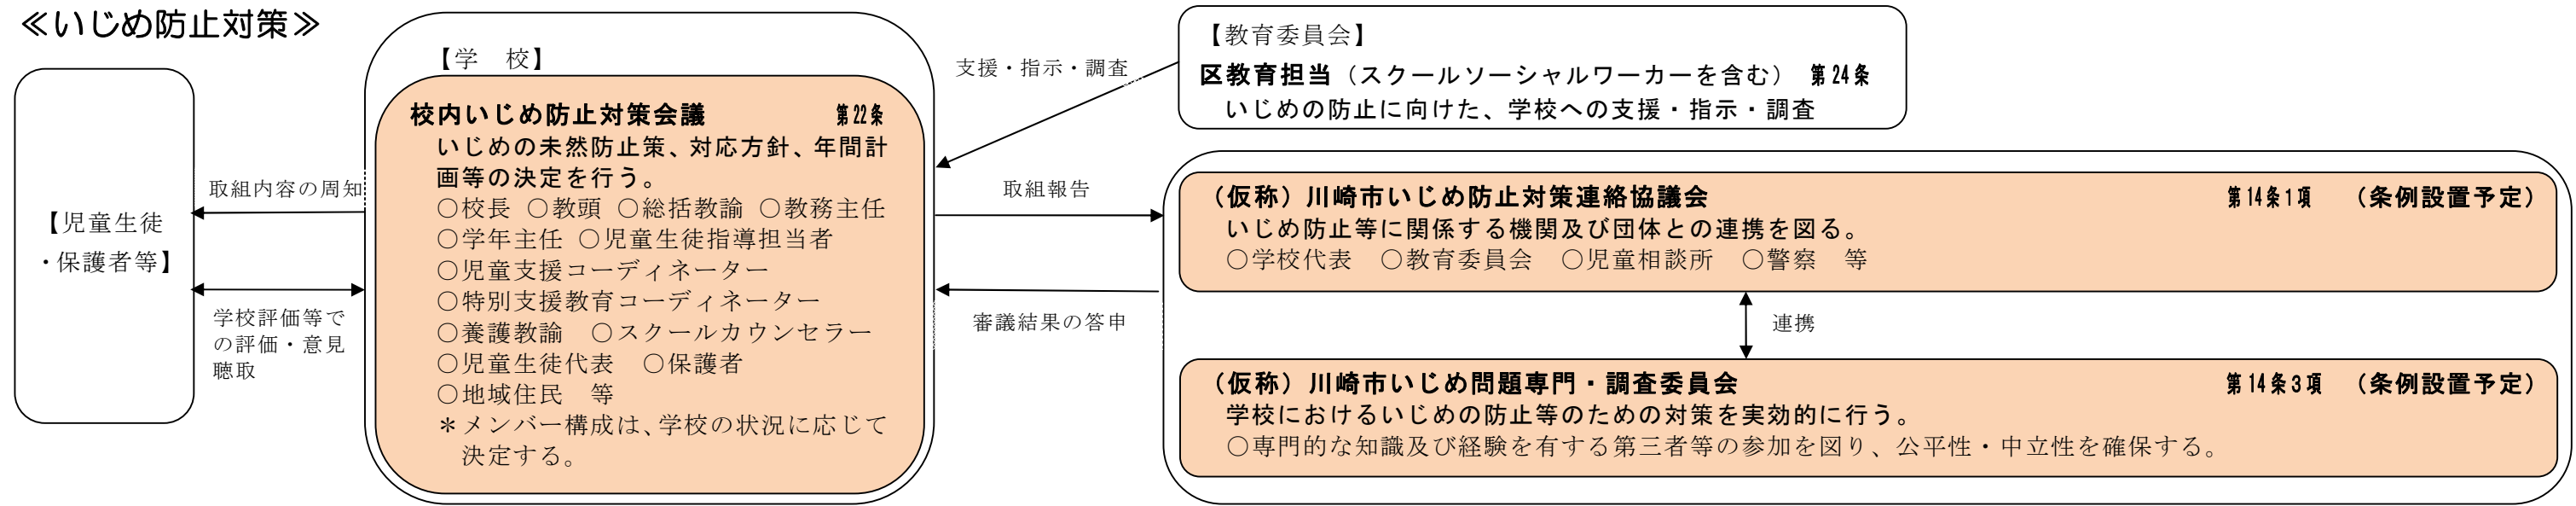 ≪いじめ防止対策≫
【児童生徒
・保護者等】
取組内容の周知
学校評価等で
の評価・意見
聴取
【学　校】
校内いじめ防止対策会議　第22条
いじめの未然防止策、対応方針、年間計
画等の決定を行う。
○校長 ○教頭 ○総括教諭 ○教務主任
○学年主任 ○児童生徒指導担当者
○児童支援コーディネーター
○特別支援教育コーディネーター
○養護教諭　○スクールカウンセラー
○児童生徒代表　○保護者
○地域住民　等
＊メンバー構成は、学校の状況に応じて
決定する。
支援・指示・調査
取組報告
審議結果の答申
【教育委員会】
区教育担当（スクールソーシャルワーカーを含む）　第24条
いじめの防止に向けた、学校への支援・指示・調査
（仮称）川崎市いじめ防止対策連絡協議会　第14条1項　（条例設置予定）
いじめ防止等に関係する機関及び団体との連携を図る。
○学校代表　○教育委員会　○児童相談所　○警察　等
連携
（仮称）川崎市いじめ問題専門・調査委員会　第14条3項　（条例設置予定）
学校におけるいじめの防止等のための対策を実効的に行う。
○専門的な知識及び経験を有する第三者等の参加を図り、公平性・中立性を確保する。